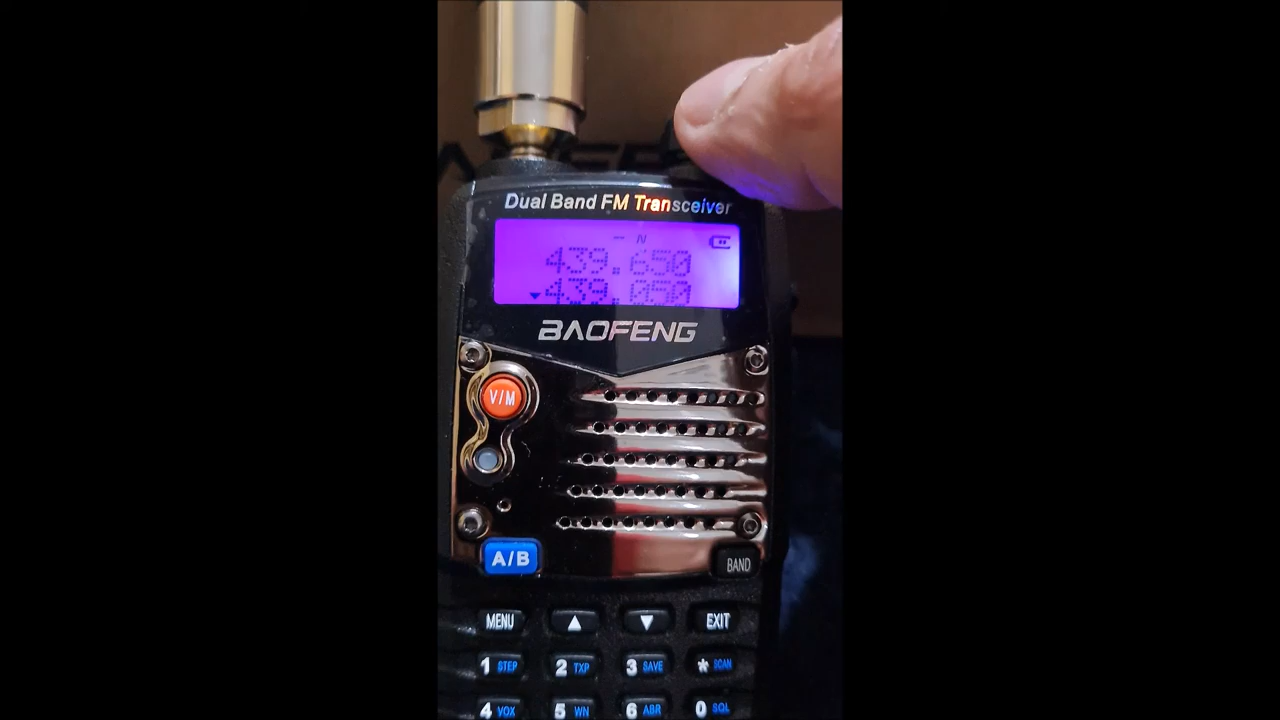 Dual Band FM Transceiver
- N
439.650
439.050
BAOFENG
V/M
A/B
BAND
MENU ▲ ▼ EXIT
1 STEP 2 TXP 3 SAVE * SCAN
4 VOX 5 WN 6 ABR 0 SQL